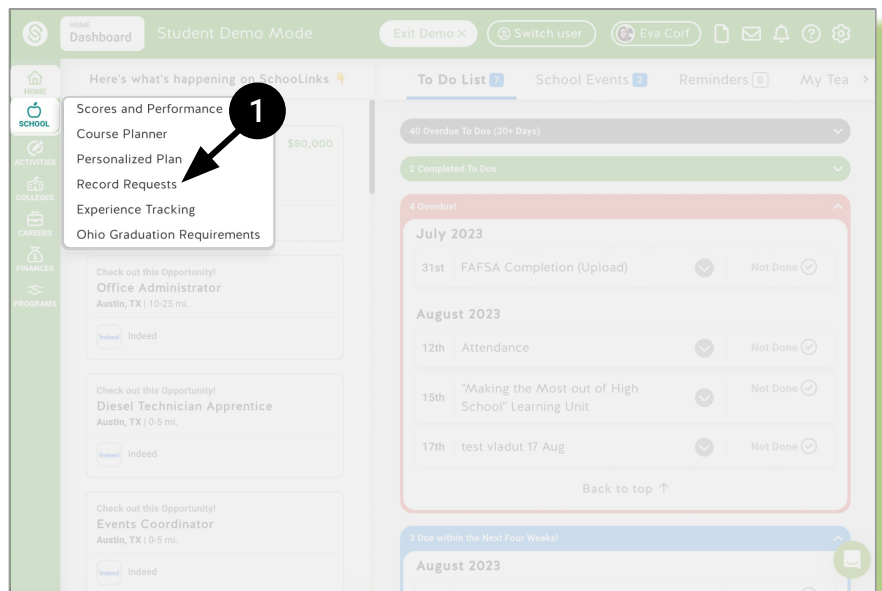 HOME
Dashboard
Student Demo Mode
Exit Demo ×
Switch user
Eva Corf
HOME
SCHOOL
ACTIVITIES
COLLEGES
CAREERS
FINANCES
PROGRAMS
Here's what's happening on SchooLinks
Scores and Performance
Course Planner
Personalized Plan
Record Requests
Experience Tracking
Ohio Graduation Requirements
1
$80,000
Check out this Opportunity!
Office Administrator
Austin, TX | 10-25 mi.
Indeed Indeed
Check out this Opportunity!
Diesel Technician Apprentice
Austin, TX | 0-5 mi.
Indeed Indeed
Check out this Opportunity!
Events Coordinator
Austin, TX | 0-5 mi.
Indeed Indeed
To Do List 7 School Events 2 Reminders 0 My Tea
40 Overdue To Dos (30+ Days)
2 Completed To Dos
4 Overdue!
July 2023
31st FAFSA Completion (Upload) Not Done
August 2023
12th Attendance Not Done
15th "Making the Most out of High School" Learning Unit Not Done
17th test vladut 17 Aug Not Done
Back to top ↑
3 Due within the Next Four Weeks!
August 2023